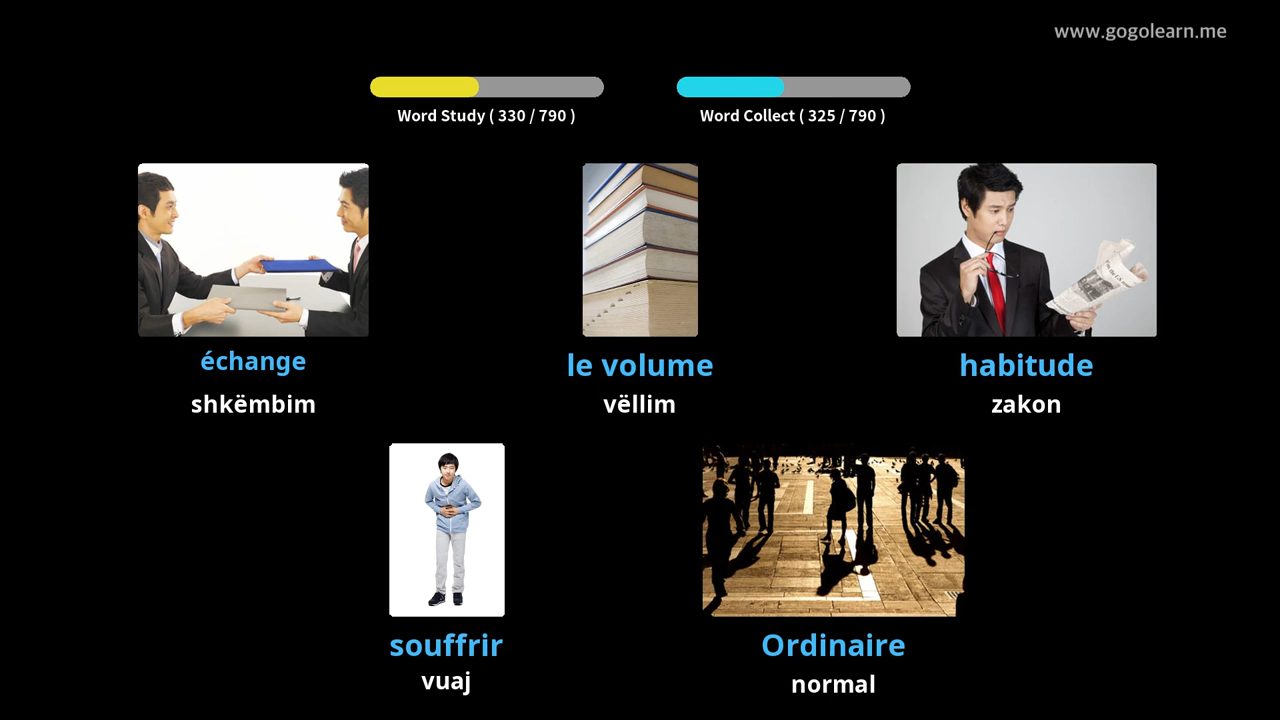 www.gogolearn.me
Word Study ( 330 / 790 )
Word Collect ( 325 / 790 )
échange
le volume
habitude
shkëmbim
vëllim
zakon
souffrir
Ordinaire
vuaj
normal